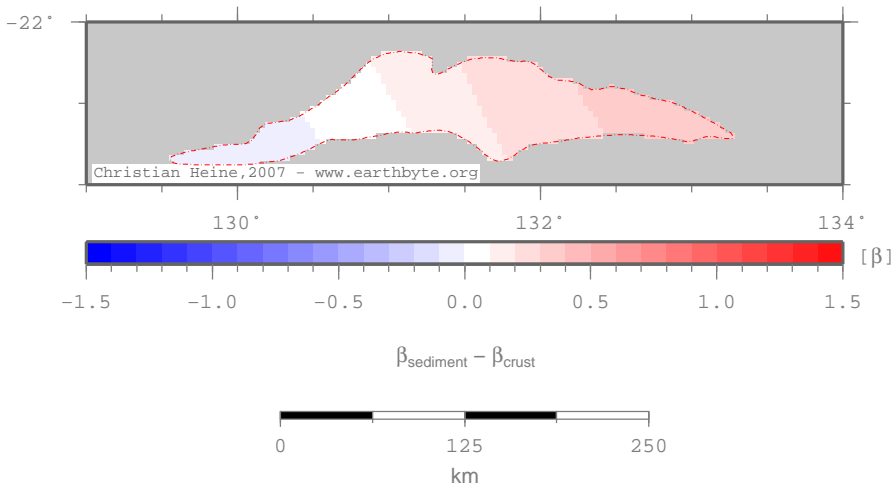 -22°
Christian Heine,2007 - www.earthbyte.org
130° 132° 134°
[β]
-1.5 -1.0 -0.5 0.0 0.5 1.0 1.5
βsediment − βcrust
0 125 250
km